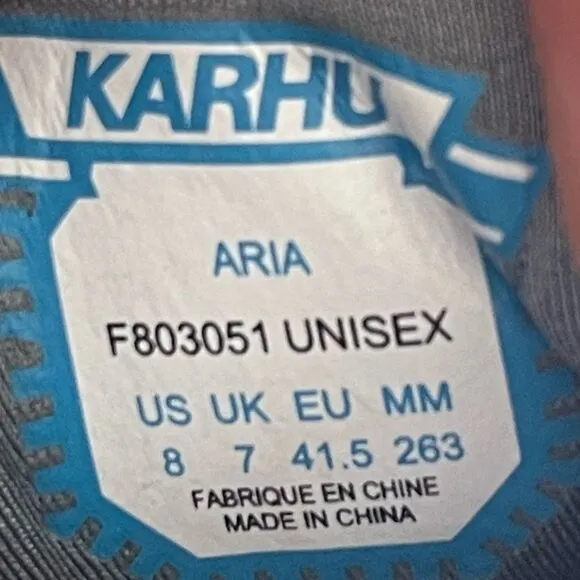 KARHU
ARIA
F803051 UNISEX
US UK EU MM
8 7 41.5 263
FABRIQUE EN CHINE
MADE IN CHINA